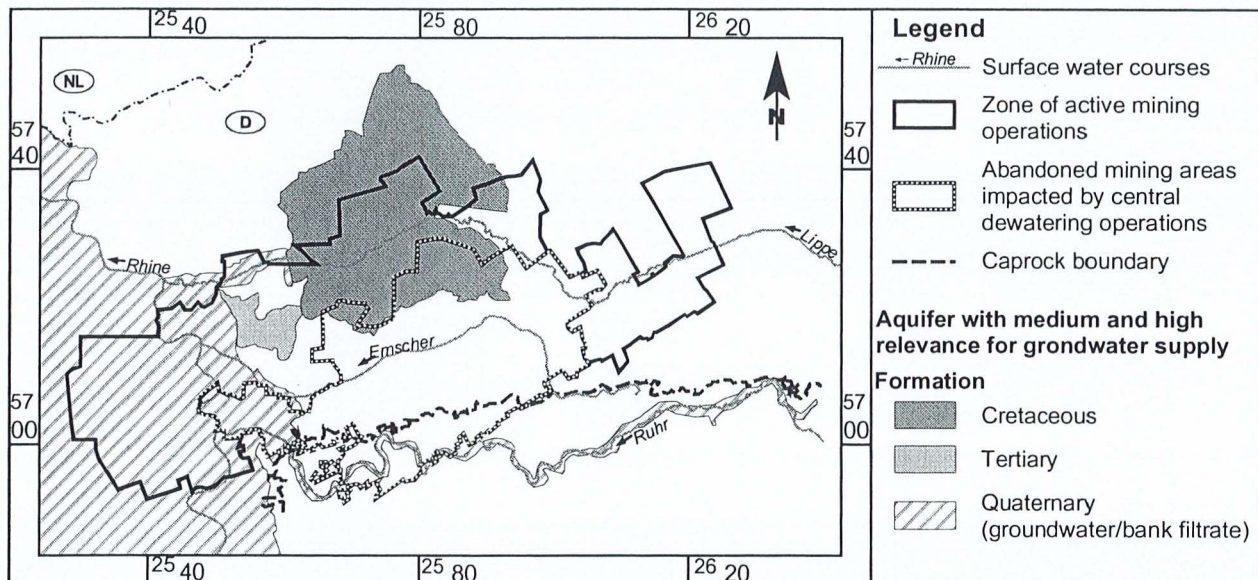 25 40
25 80
26 20
NL
D
N
57
40
Rhine
Lippe
Emscher
57
00
Ruhr
25 40
25 80
26 20
57
40
57
00
Legend
Rhine Surface water courses
Zone of active mining
operations
Abandoned mining areas
impacted by central
dewatering operations
Caprock boundary
Aquifer with medium and high
relevance for grondwater supply
Formation
Cretaceous
Tertiary
Quaternary
(groundwater/bank filtrate)